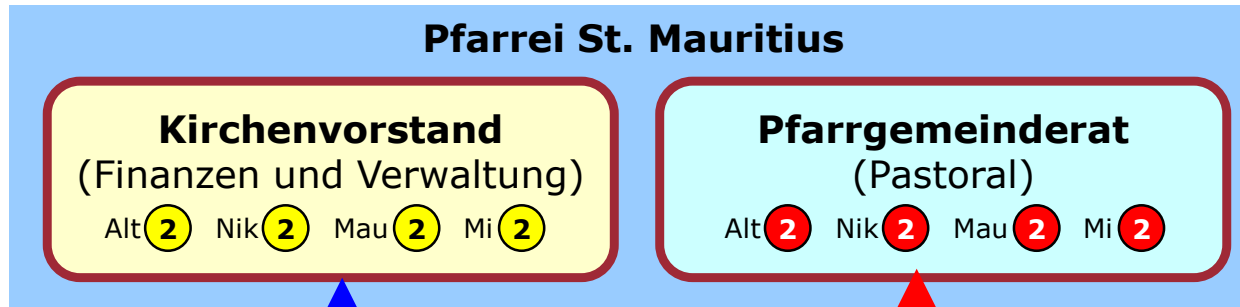 Pfarrei St. Mauritius
Kirchenvorstand
(Finanzen und Verwaltung)
Alt 2 Nik 2 Mau 2 Mi 2
Pfarrgemeinderat
(Pastoral)
Alt 2 Nik 2 Mau 2 Mi 2